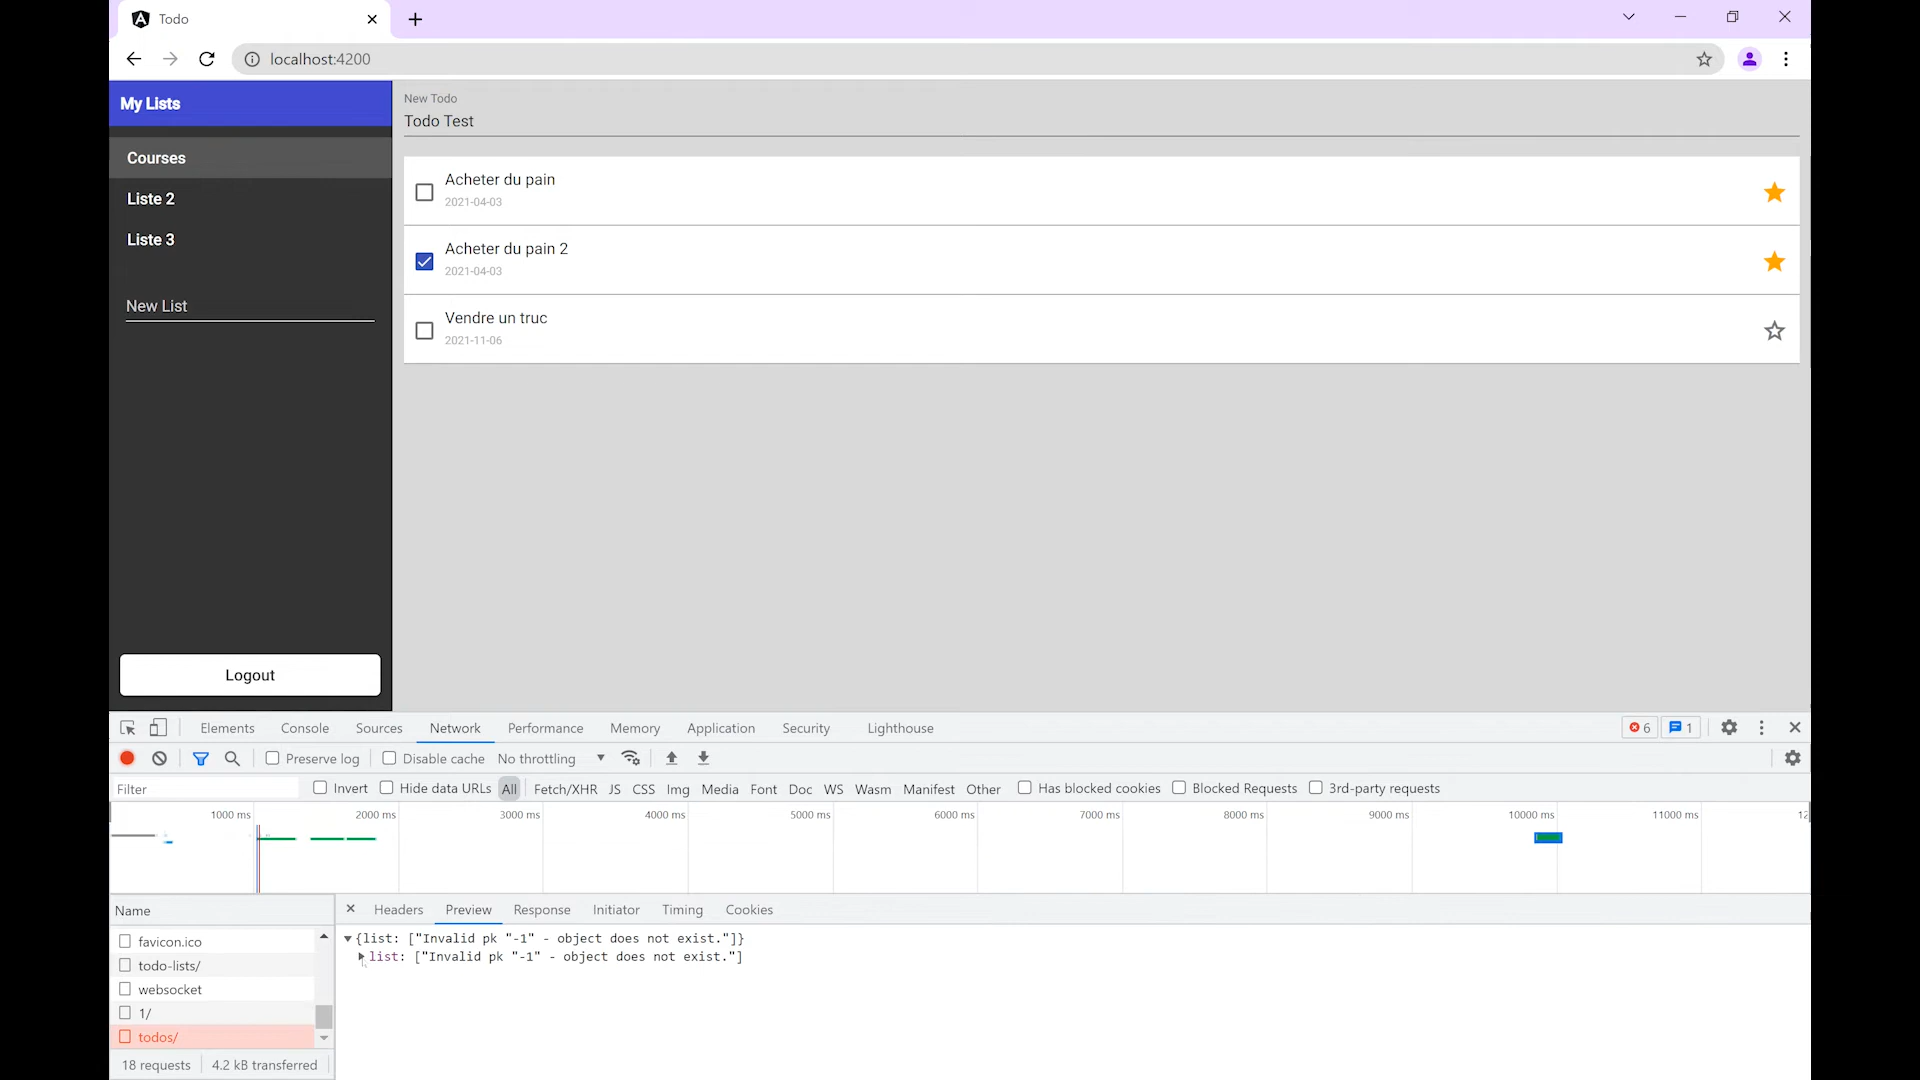 Todo
localhost:4200
My Lists
Courses
Liste 2
Liste 3
New List
Logout
New Todo
Todo Test
Acheter du pain
2021-04-03
Acheter du pain 2
2021-04-03
Vendre un truc
2021-11-06
Elements Console Sources Network Performance Memory Application Security Lighthouse 6 1
Preserve log Disable cache No throttling
Filter Invert Hide data URLs All Fetch/XHR JS CSS Img Media Font Doc WS Wasm Manifest Other Has blocked cookies Blocked Requests 3rd-party requests
1000 ms 2000 ms 3000 ms 4000 ms 5000 ms 6000 ms 7000 ms 8000 ms 9000 ms 10000 ms 11000 ms 12
Name
favicon.ico
todo-lists/
websocket
1/
todos/
18 requests 4.2 kB transferred
Headers Preview Response Initiator Timing Cookies
{list: ["Invalid pk "-1" - object does not exist."]}
list: ["Invalid pk "-1" - object does not exist."]